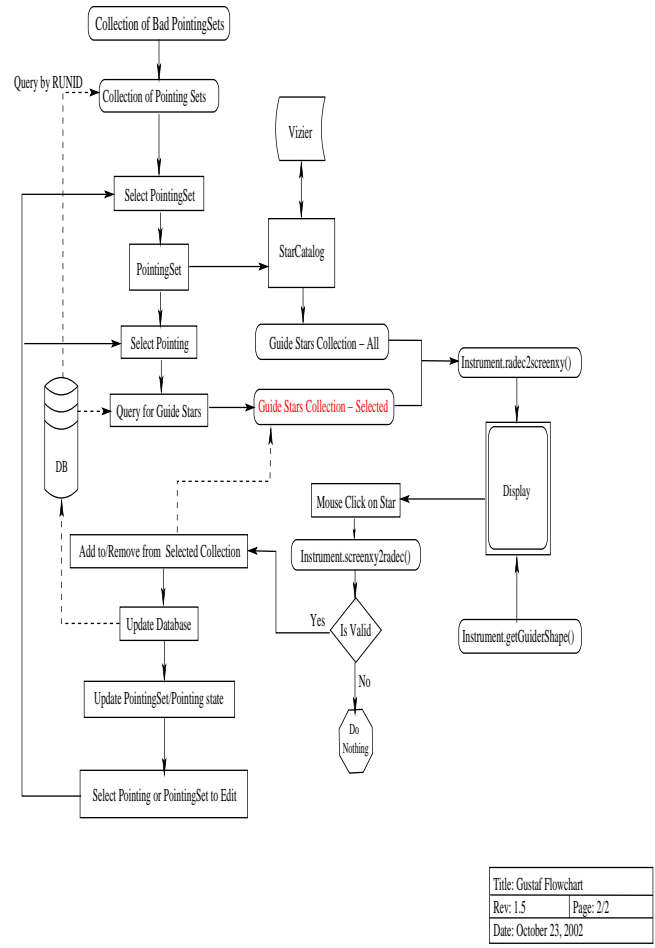 Collection of Bad PointingSets
Query by RUNID
Collection of Pointing Sets
Vizier
Select PointingSet
StarCatalog
PointingSet
Select Pointing
Guide Stars Collection – All
Instrument.radec2screenxy()
Query for Guide Stars
Guide Stars Collection – Selected
DB
Display
Mouse Click on Star
Add to/Remove from Selected Collection
Instrument.screenxy2radec()
Yes
Is Valid
Update Database
Instrument.getGuiderShape()
No
Update PointingSet/Pointing state
Do
Nothing
Select Pointing or PointingSet to Edit
Title: Gustaf Flowchart
Rev: 1.5
Page: 2/2
Date: October 23, 2002